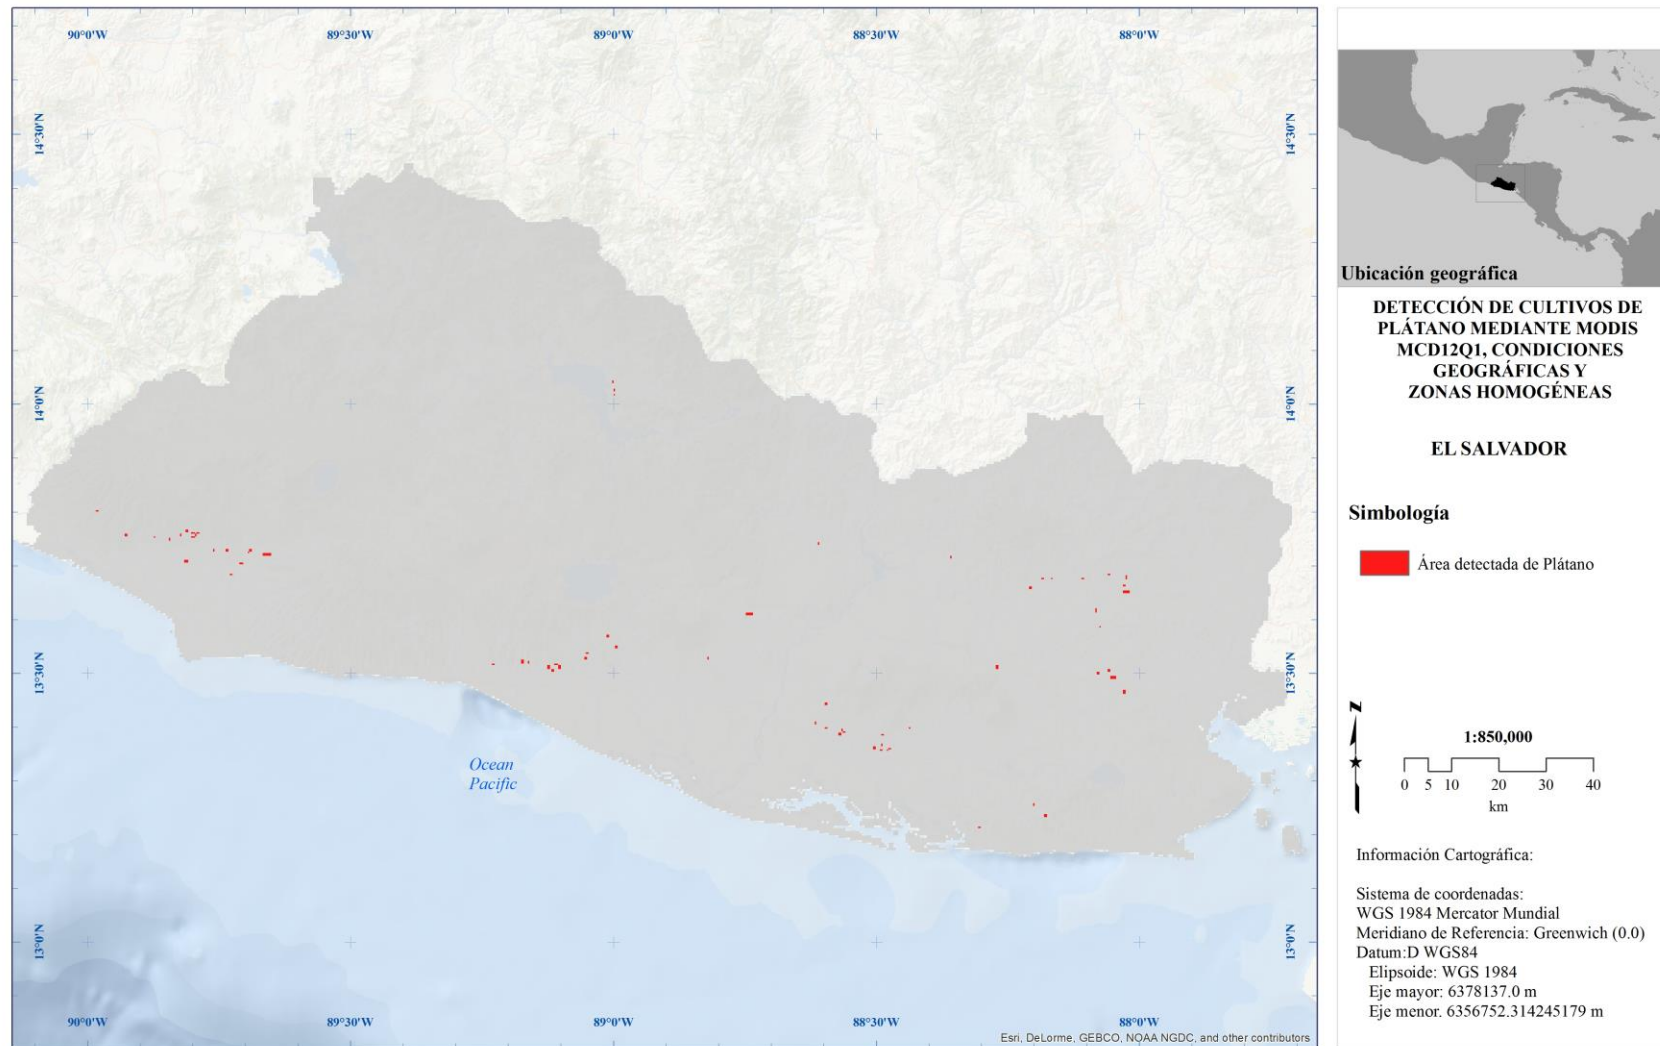 90°0'W
89°30'W
89°0'W
88°30'W
88°0'W
14°30'N
14°30'N
14°0'N
14°0'N
13°30'N
13°30'N
13°0'N
13°0'N
Ocean
Pacific
90°0'W
89°30'W
89°0'W
88°30'W
88°0'W
Esri, DeLorme, GEBCO, NOAA NGDC, and other contributors
Ubicación geográfica
DETECCIÓN DE CULTIVOS DE
PLÁTANO MEDIANTE MODIS
MCD12Q1, CONDICIONES
GEOGRÁFICAS Y
ZONAS HOMOGÉNEAS
EL SALVADOR
Simbología
Área detectada de Plátano
N
1:850,000
0 5 10 20 30 40
km
Información Cartográfica:
Sistema de coordenadas:
WGS 1984 Mercator Mundial
Meridiano de Referencia: Greenwich (0.0)
Datum:D WGS84
Elipsoide: WGS 1984
Eje mayor: 6378137.0 m
Eje menor. 6356752.314245179 m